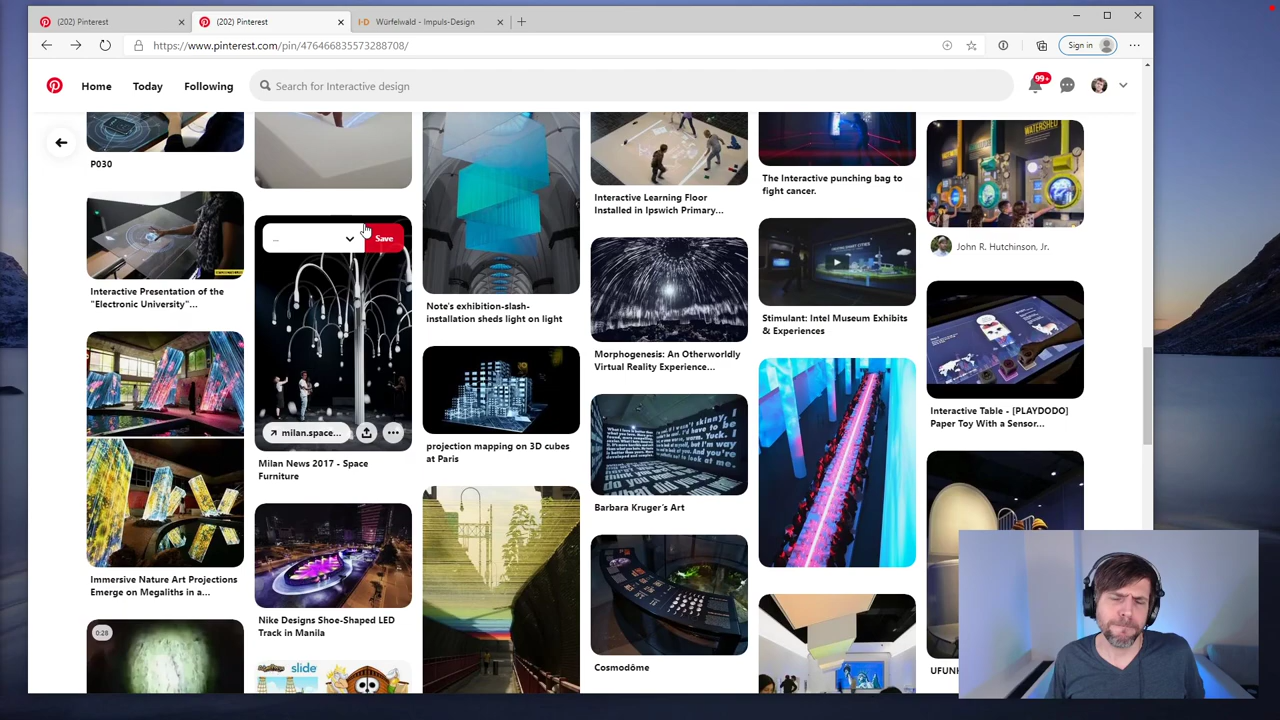 (202) Pinterest
(202) Pinterest
I-D
Würfelwald - Impuls-Design
https://www.pinterest.com/pin/476466835573288708/
Sign in
Home
Today
Following
Search for Interactive design
99+
P030
Interactive Presentation of the
"Electronic University"...
Immersive Nature Art Projections
Emerge on Megaliths in a...
0:28
...
Save
milan.space...
Milan News 2017 - Space
Furniture
Nike Designs Shoe-Shaped LED
Track in Manila
slide
Note's exhibition-slash-
installation sheds light on light
projection mapping on 3D cubes
at Paris
Interactive Learning Floor
Installed in Ipswich Primary...
Morphogenesis: An Otherworldly
Virtual Reality Experience...
Barbara Kruger's Art
Cosmodôme
The Interactive punching bag to
fight cancer.
Stimulant: Intel Museum Exhibits
& Experiences
WATERSHED
John R. Hutchinson, Jr.
Interactive Table - [PLAYDODO]
Paper Toy With a Sensor...
UFUN